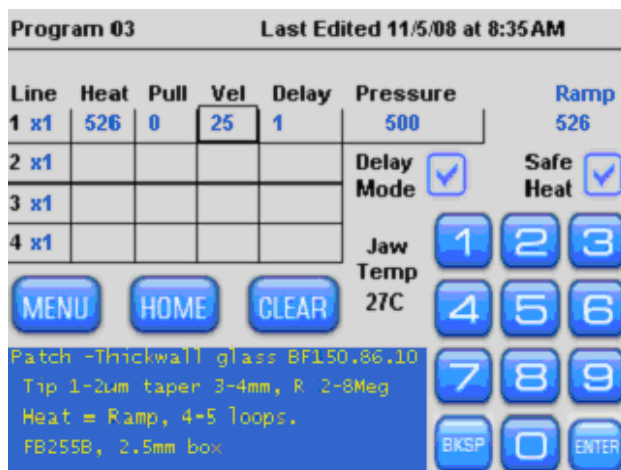 Program 03 Last Edited 11/5/08 at 8:35AM
Line Heat Pull Vel Delay Pressure Ramp
1 x1 526 0 25 1 500 526
2 x1 Delay Mode Safe Heat
3 x1
4 x1
Jaw Temp 27C
1 2 3
MENU HOME CLEAR
4 5 6
Patch -Thickwall glass BF150.86.10
Tip 1-2µm taper 3-4mm, R 2-8Meg
Heat = Ramp, 4-5 loops.
FB255B, 2.5mm box
7 8 9
BKSP 0 ENTER